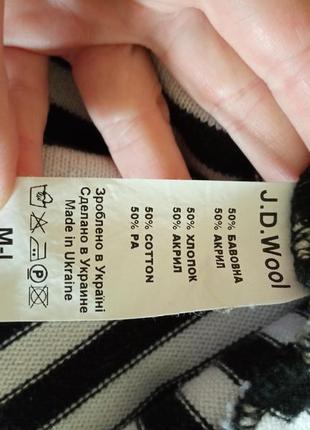 J.D.Wool
50% БАВОВНА
50% АКРИЛ
50% ХЛОПОК
50% АКРИЛ
50% COTTON
50% PA
Зроблено в Україні
Сделано в Украине
Made in Ukraine
M-L